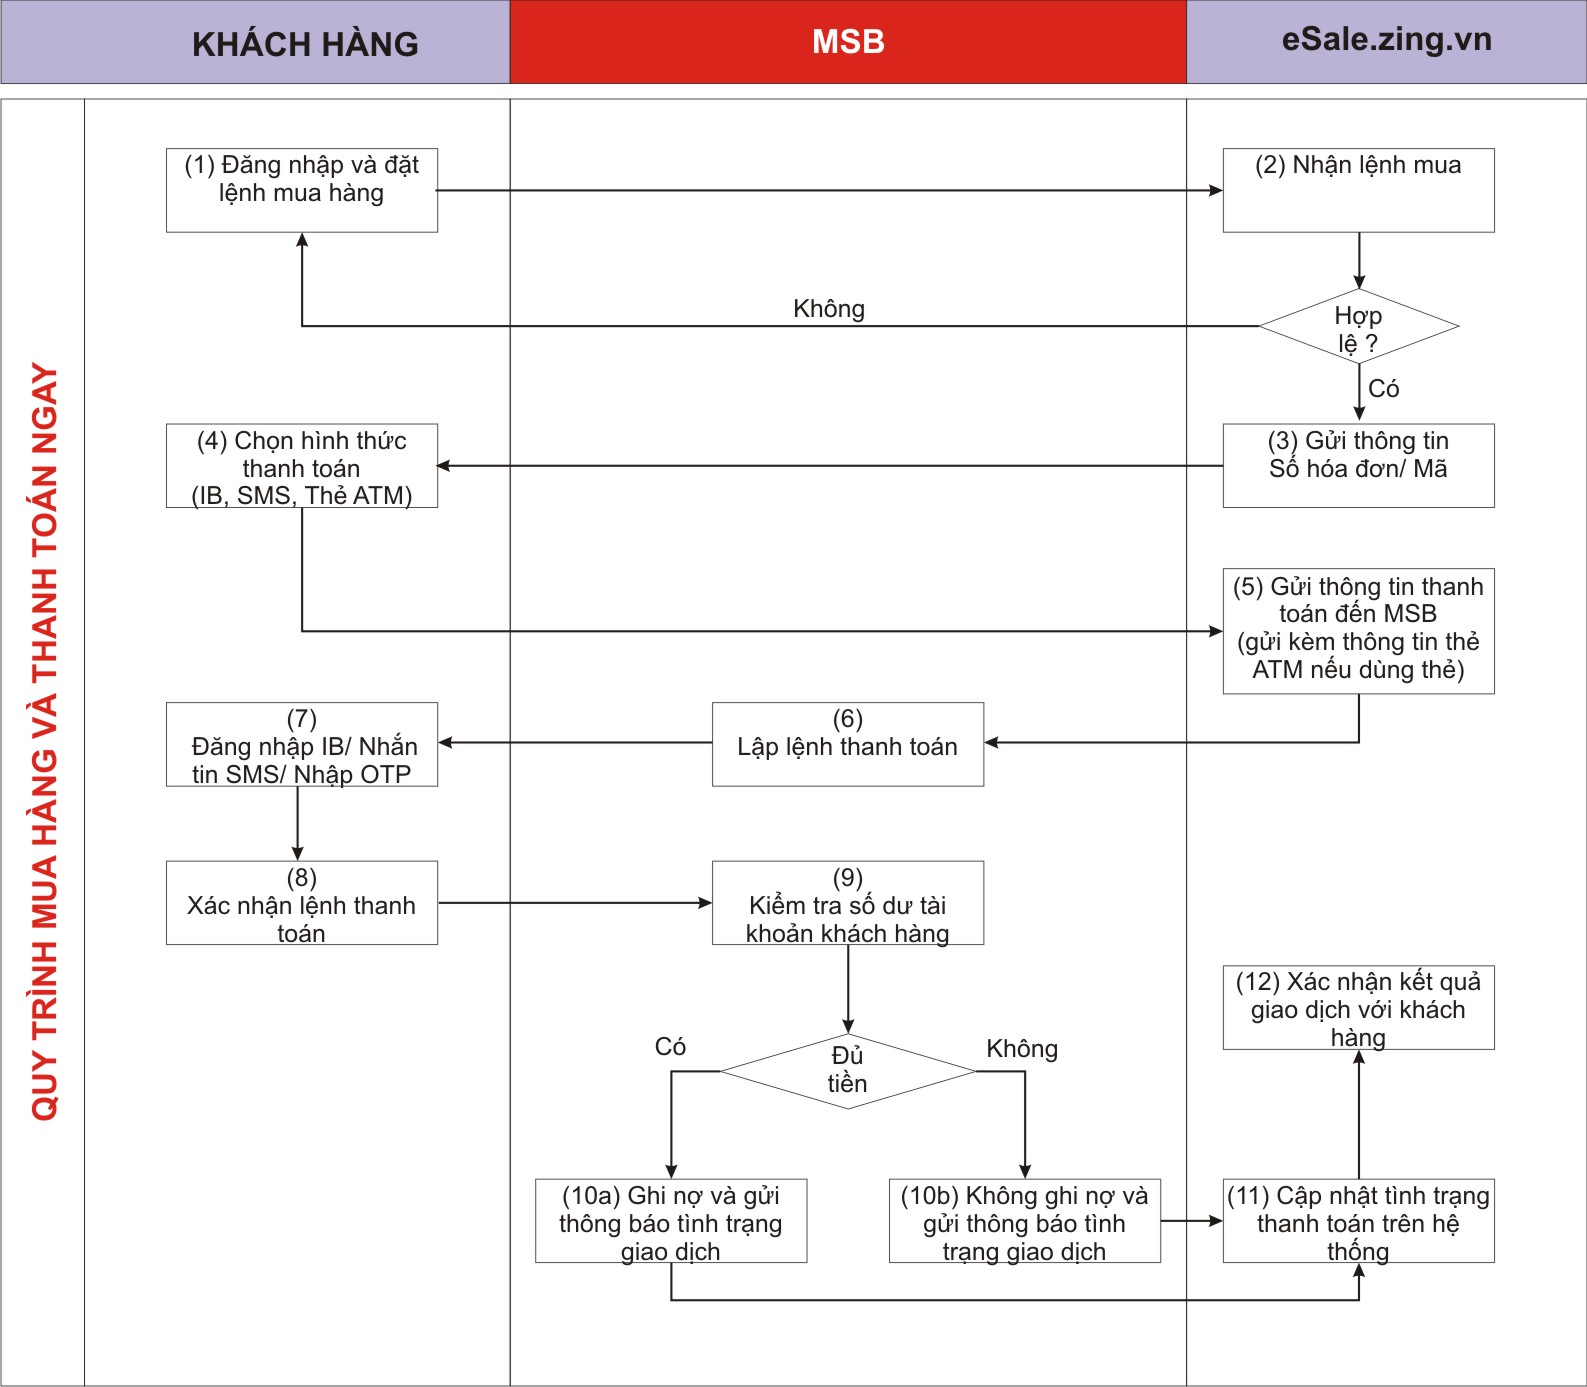 KHÁCH HÀNG
MSB
eSale.zing.vn
QUY TRÌNH MUA HÀNG VÀ THANH TOÁN NGAY
(1) Đăng nhập và đặt
lệnh mua hàng
(2) Nhận lệnh mua
Hợp
lệ ?
Không
Có
(3) Gửi thông tin
Số hóa đơn/ Mã
(4) Chọn hình thức
thanh toán
(IB, SMS, Thẻ ATM)
(5) Gửi thông tin thanh
toán đến MSB
(gửi kèm thông tin thẻ
ATM nếu dùng thẻ)
(6)
Lập lệnh thanh toán
(7)
Đăng nhập IB/ Nhắn
tin SMS/ Nhập OTP
(8)
Xác nhận lệnh thanh
toán
(9)
Kiểm tra số dư tài
khoản khách hàng
Đủ
tiền
Có
Không
(10a) Ghi nợ và gửi
thông báo tình trạng
giao dịch
(10b) Không ghi nợ và
gửi thông báo tình
trạng giao dịch
(11) Cập nhật tình trạng
thanh toán trên hệ
thống
(12) Xác nhận kết quả
giao dịch với khách
hàng